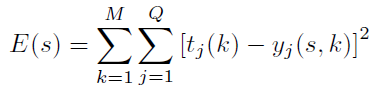 E(s) = \sum_{k=1}^{M} \sum_{j=1}^{Q} [t_j(k) - y_j(s, k)]^2